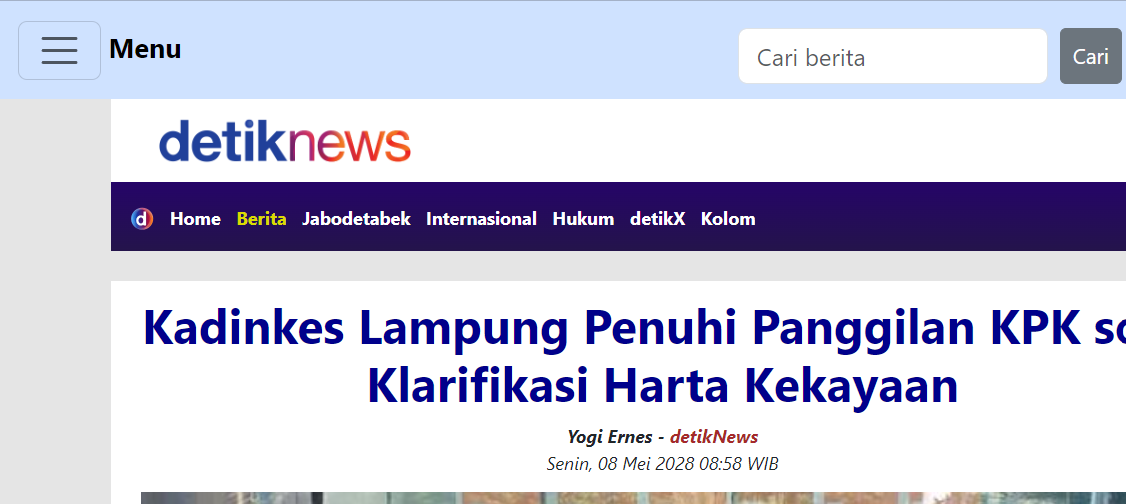 Menu
Cari berita
Cari
detiknews
d Home Berita Jabodetabek Internasional Hukum detikX Kolom
Kadinkes Lampung Penuhi Panggilan KPK
Klarifikasi Harta Kekayaan
Yogi Ernes - detikNews
Senin, 08 Mei 2028 08:58 WIB